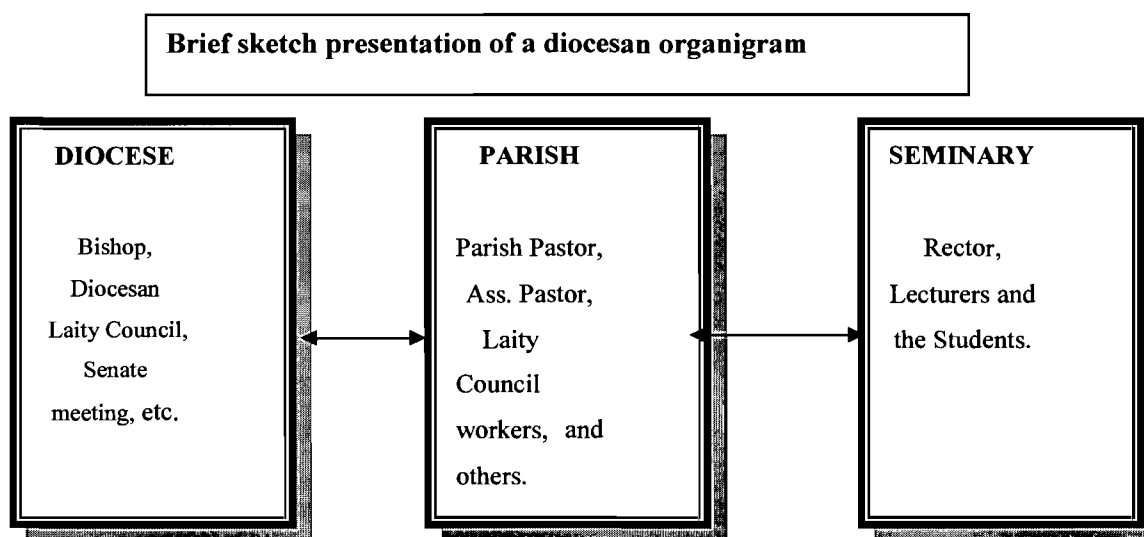 Brief sketch presentation of a diocesan organigram
DIOCESE
Bishop,
Diocesan
Laity Council,
Senate
meeting, etc.
PARISH
Parish Pastor,
Ass. Pastor,
Laity
Council
workers, and
others.
SEMINARY
Rector,
Lecturers and
the Students.